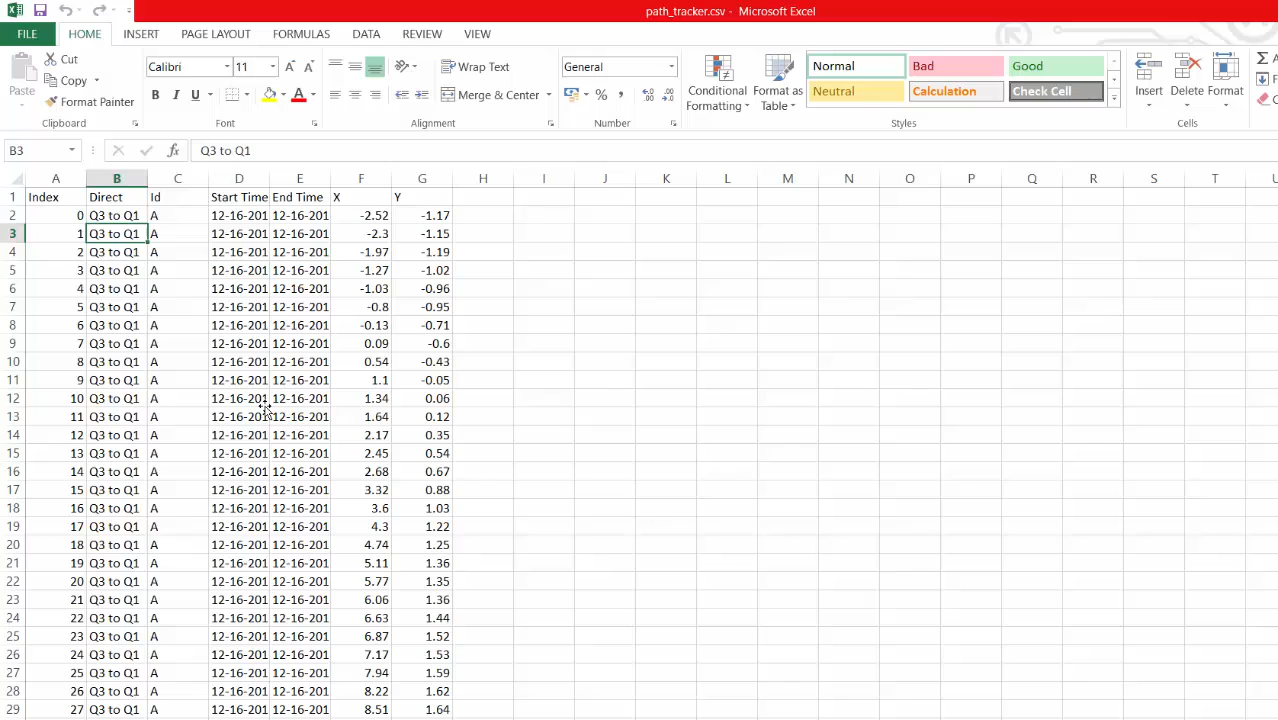 path_tracker.csv - Microsoft Excel
FILE HOME INSERT PAGE LAYOUT FORMULAS DATA REVIEW VIEW
Cut
Copy
Format Painter
Paste
Clipboard
Calibri 11
B I U
Font
Wrap Text
Merge & Center
Alignment
General
Number
Conditional Formatting
Format as Table
Normal Bad Good
Neutral Calculation Check Cell
Styles
Insert Delete Format
Cells
B3 Q3 to Q1
A B C D E F G H I J K L M N O P Q R S T
1 Index Direct Id Start Time End Time X Y
2 0 Q3 to Q1 A 12-16-201 12-16-201 -2.52 -1.17
3 1 Q3 to Q1 A 12-16-201 12-16-201 -2.3 -1.15
4 2 Q3 to Q1 A 12-16-201 12-16-201 -1.97 -1.19
5 3 Q3 to Q1 A 12-16-201 12-16-201 -1.27 -1.02
6 4 Q3 to Q1 A 12-16-201 12-16-201 -1.03 -0.96
7 5 Q3 to Q1 A 12-16-201 12-16-201 -0.8 -0.95
8 6 Q3 to Q1 A 12-16-201 12-16-201 -0.13 -0.71
9 7 Q3 to Q1 A 12-16-201 12-16-201 0.09 -0.6
10 8 Q3 to Q1 A 12-16-201 12-16-201 0.54 -0.43
11 9 Q3 to Q1 A 12-16-201 12-16-201 1.1 -0.05
12 10 Q3 to Q1 A 12-16-201 12-16-201 1.34 0.06
13 11 Q3 to Q1 A 12-16-201 12-16-201 1.64 0.12
14 12 Q3 to Q1 A 12-16-201 12-16-201 2.17 0.35
15 13 Q3 to Q1 A 12-16-201 12-16-201 2.45 0.54
16 14 Q3 to Q1 A 12-16-201 12-16-201 2.68 0.67
17 15 Q3 to Q1 A 12-16-201 12-16-201 3.32 0.88
18 16 Q3 to Q1 A 12-16-201 12-16-201 3.6 1.03
19 17 Q3 to Q1 A 12-16-201 12-16-201 4.3 1.22
20 18 Q3 to Q1 A 12-16-201 12-16-201 4.74 1.25
21 19 Q3 to Q1 A 12-16-201 12-16-201 5.11 1.36
22 20 Q3 to Q1 A 12-16-201 12-16-201 5.77 1.35
23 21 Q3 to Q1 A 12-16-201 12-16-201 6.06 1.36
24 22 Q3 to Q1 A 12-16-201 12-16-201 6.63 1.44
25 23 Q3 to Q1 A 12-16-201 12-16-201 6.87 1.52
26 24 Q3 to Q1 A 12-16-201 12-16-201 7.17 1.53
27 25 Q3 to Q1 A 12-16-201 12-16-201 7.94 1.59
28 26 Q3 to Q1 A 12-16-201 12-16-201 8.22 1.62
29 27 Q3 to Q1 A 12-16-201 12-16-201 8.51 1.64